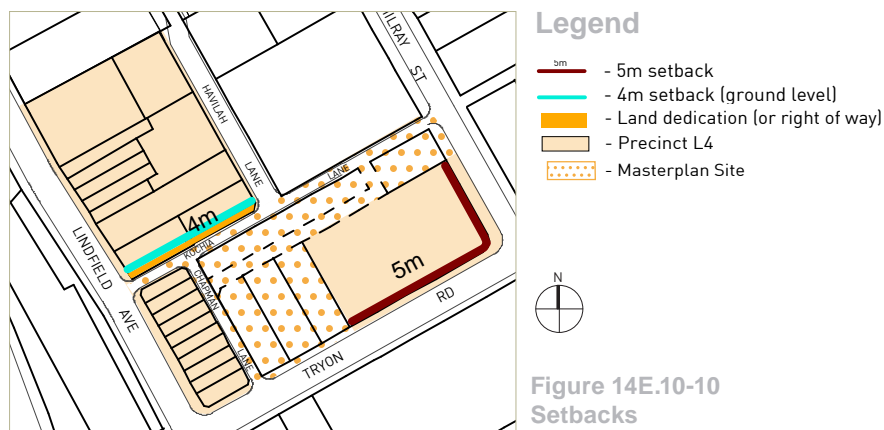 MILRAY
ST
HAVILAH
LANE
LANE
4m
KOCHIA
LINDFIELD
AVE
CHAPMAN
LANE
5m
RD
TRYON
Legend
5m
- 5m setback
- 4m setback (ground level)
- Land dedication (or right of way)
- Precinct L4
- Masterplan Site
N
Figure 14E.10-10
Setbacks